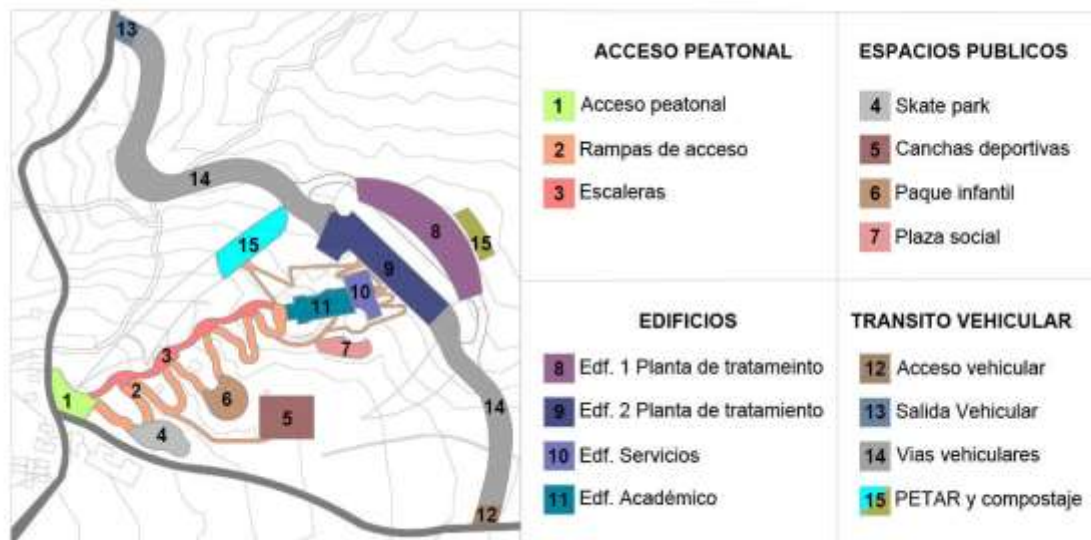 13
14
8
15
15
9
10
11
3
7
1
2
6
5
4
14
12
ACCESO PEATONAL
1 Acceso peatonal
2 Rampas de acceso
3 Escaleras
ESPACIOS PUBLICOS
4 Skate park
5 Canchas deportivas
6 Paque infantil
7 Plaza social
EDIFICIOS
8 Edf. 1 Planta de tratameinto
9 Edf. 2 Planta de tratamiento
10 Edf. Servicios
11 Edf. Académico
TRANSITO VEHICULAR
12 Acceso vehicular
13 Salida Vehicular
14 Vias vehiculares
15 PETAR y compostaje